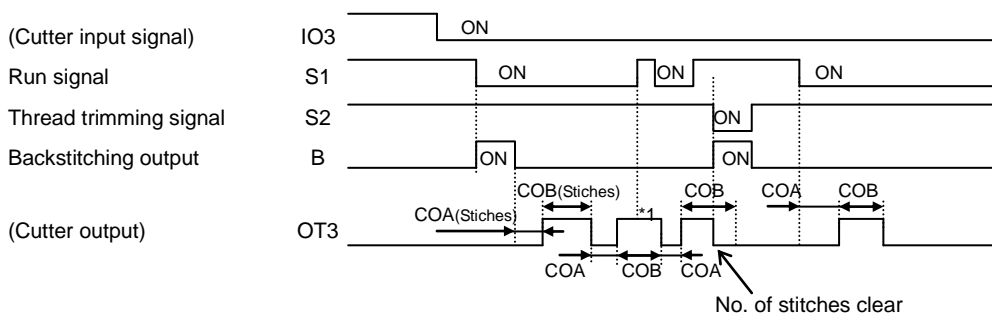 (Cutter input signal) IO3 ON
Run signal S1 ON ON ON
Thread trimming signal S2 ON
Backstitching output B ON ON
COB(Stiches) COB COA COB
COA(Stiches) *1
(Cutter output) OT3
COA COB COA
No. of stitches clear